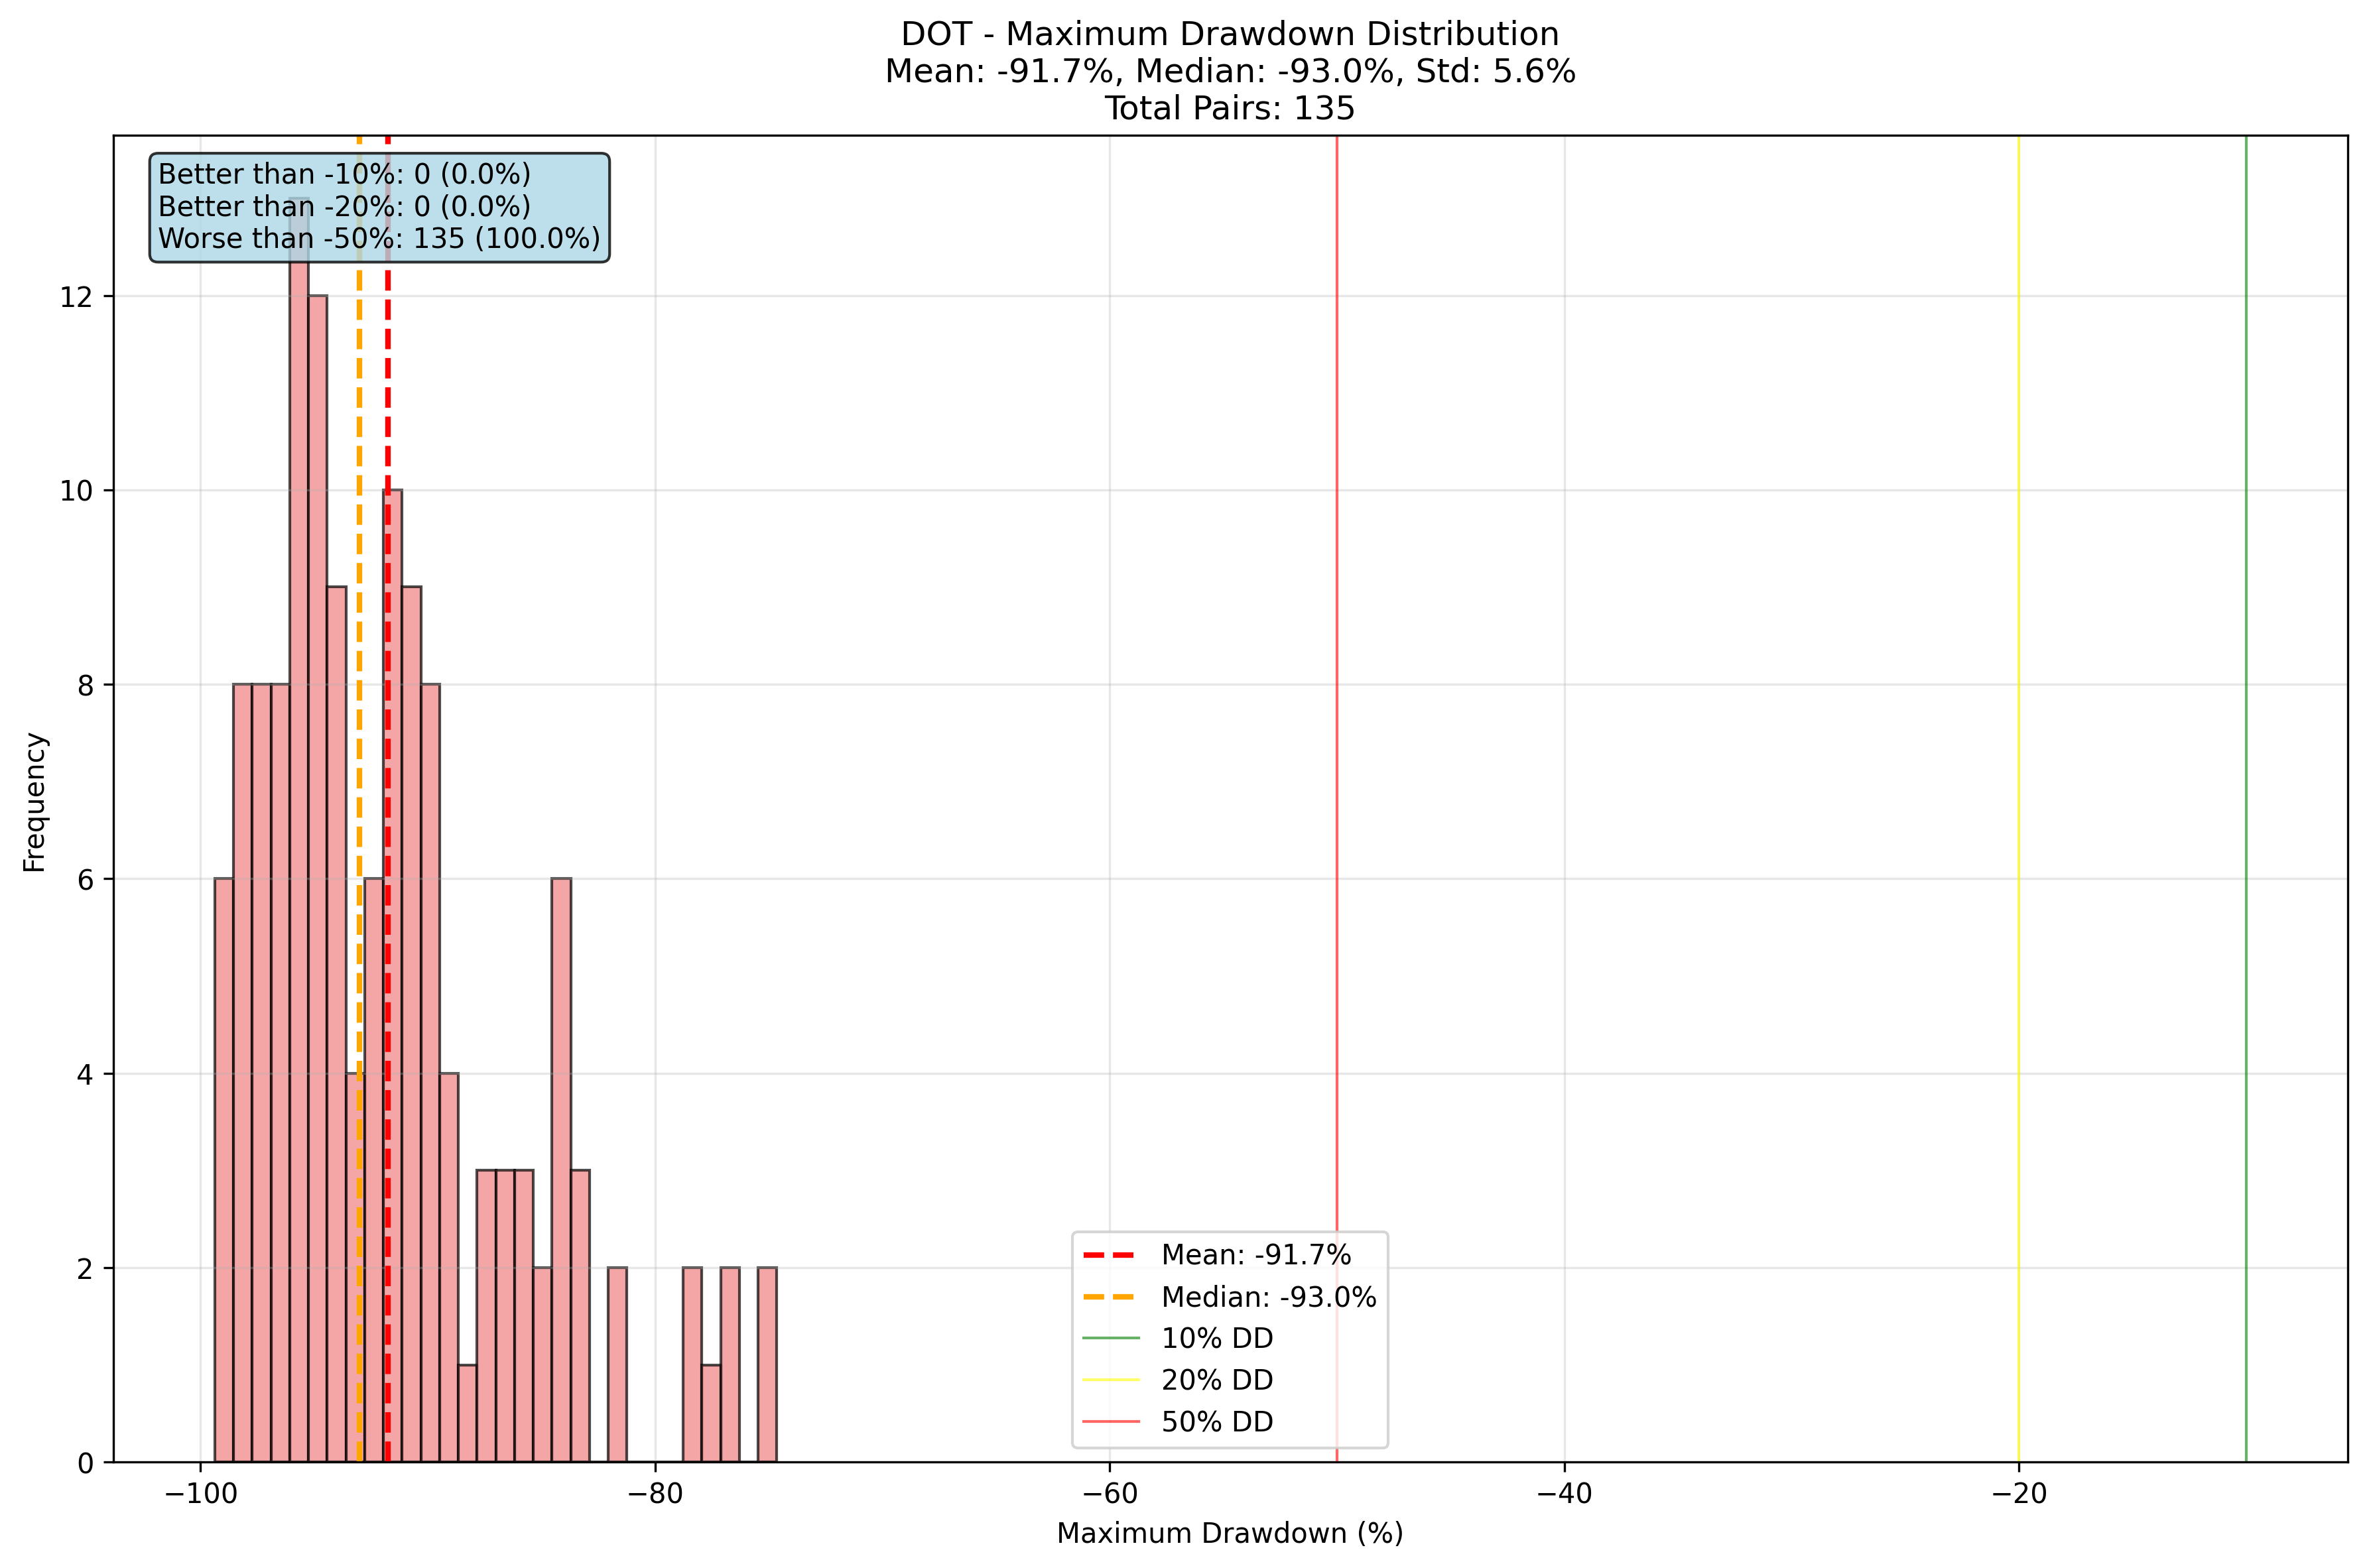 DOT - Maximum Drawdown Distribution
Mean: -91.7%, Median: -93.0%, Std: 5.6%
Total Pairs: 135
Better than -10%: 0 (0.0%)
Better than -20%: 0 (0.0%)
Worse than -50%: 135 (100.0%)
12
10
8
6
4
2
0
Frequency
Mean: -91.7%
Median: -93.0%
10% DD
20% DD
50% DD
−100
−80
−60
−40
−20
Maximum Drawdown (%)